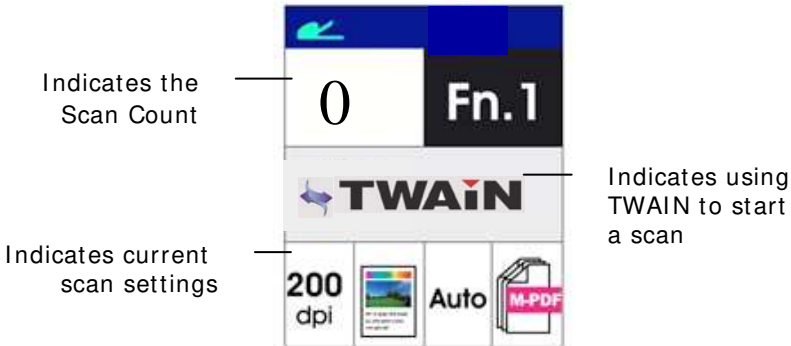 Indicates the
Scan Count
0
Fn.1
TWAiN
Indicates using
TWAIN to start
a scan
Indicates current
scan settings
200
dpi
Auto
M-PDF